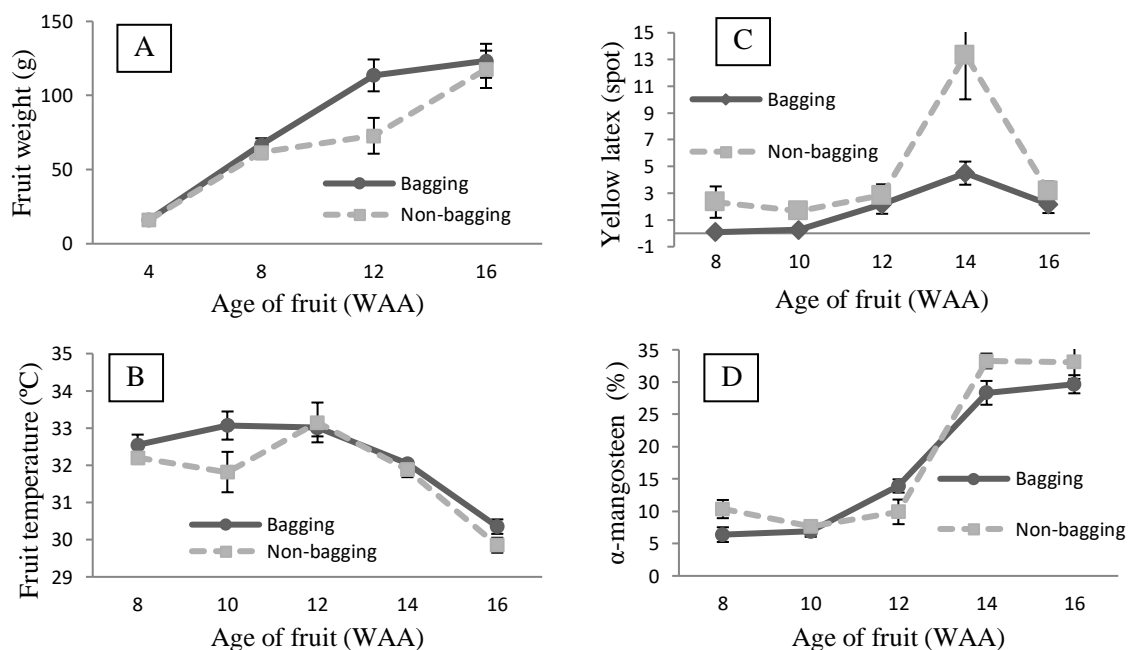 A
Fruit weight (g)
150
100
50
0
Bagging
Non-bagging
4 8 12 16
Age of fruit (WAA)
B
Fruit temperature (ºC)
35
34
33
32
31
30
29
Bagging
Non-bagging
8 10 12 14 16
Age of fruit (WAA)
C
Yellow latex (spot)
15
13
11
9
7
5
3
1
-1
Bagging
Non-bagging
8 10 12 14 16
Age of fruit (WAA)
D
α-mangosteen (%)
35
30
25
20
15
10
5
0
Bagging
Non-bagging
8 10 12 14 16
Age of fruit (WAA)